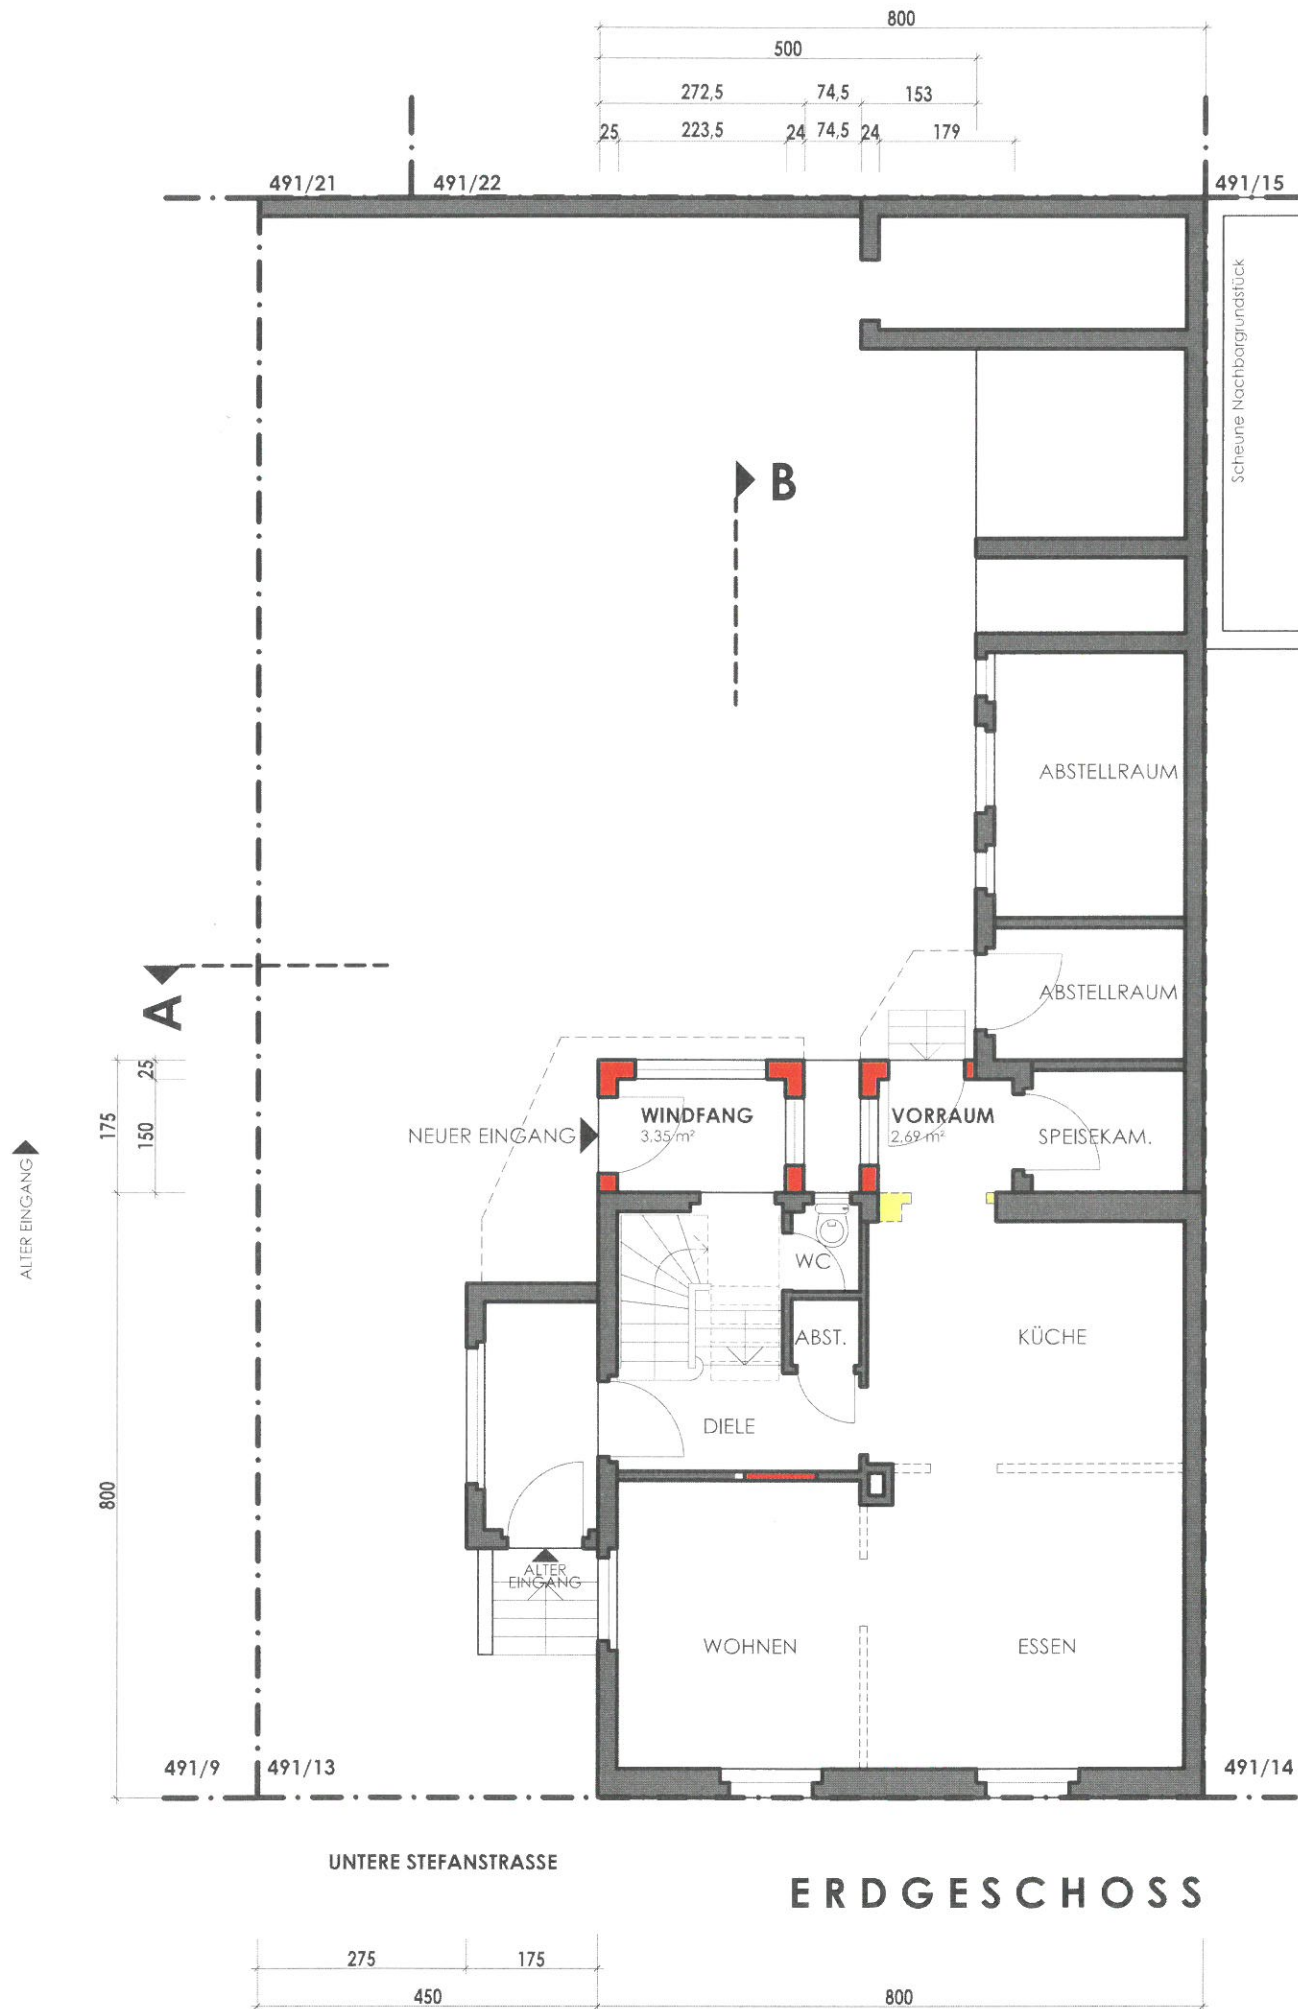 800
500
272,5 74,5 153
25 223,5 24 74,5 24 179
491/21 491/22 491/15
Scheune Nachbargrundstück
B
ABSTELLRAUM
A
ABSTELLRAUM
175 25
150
ALTER EINGANG
NEUER EINGANG
WINDFANG
3.35 m²
VORRAUM
2.69 m²
SPEISEKAM.
WC
ABST.
KÜCHE
DIELE
800
ALTER
EINGANG
WOHNEN
ESSEN
491/9 491/13 491/14
UNTERE STEFANSTRASSE
ERDGESCHOSS
275 175
450 800